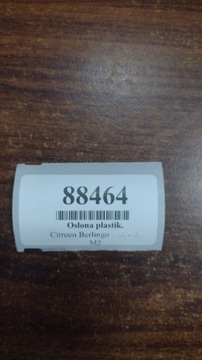 88464
Osłona plastik.
Citroen Berlingo
M2